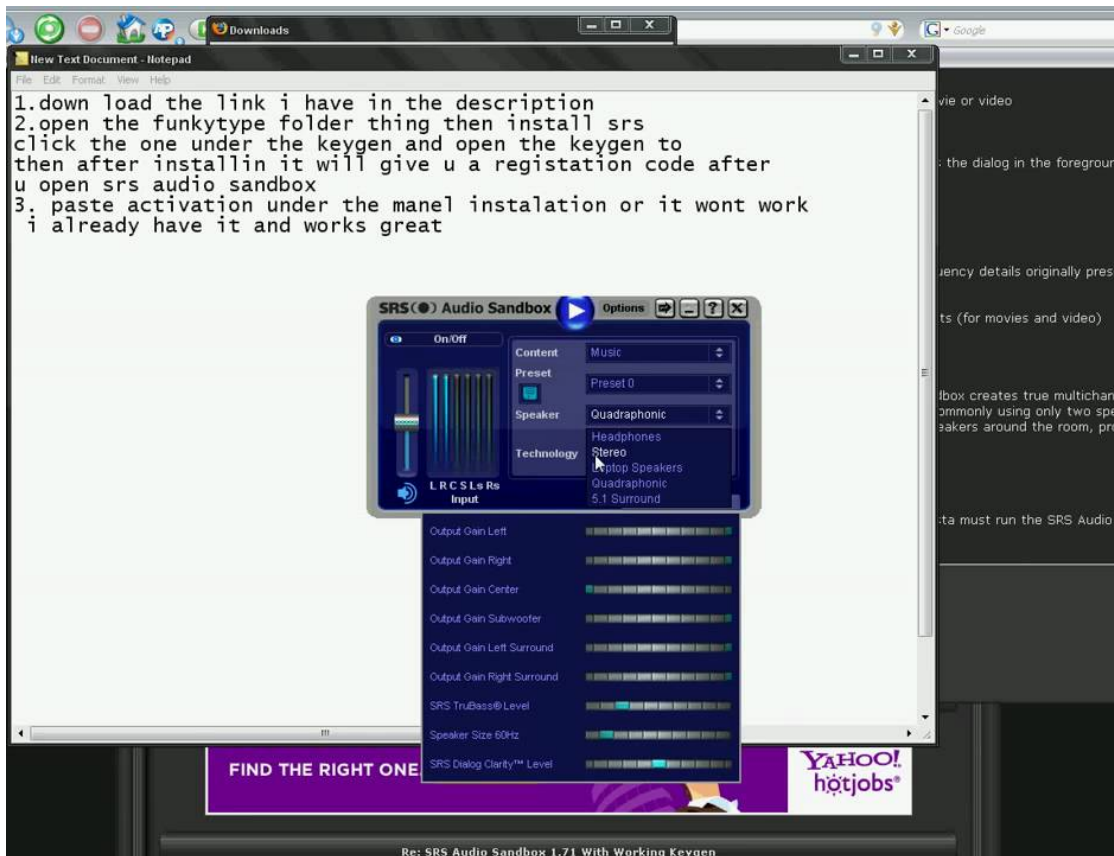 Downloads
Google
New Text Document - Notepad
File Edit Format View Help
1.down load the link i have in the description
2.open the funkytype folder thing then install srs
click the one under the keygen and open the keygen to
then after installin it will give u a registation code after
u open srs audio sandbox
3. paste activation under the manel instalation or it wont work
i already have it and works great
vie or video
the dialog in the foregrour
uency details originally pres
ts (for movies and video)
dbox creates true multichan
ommonly using only two spe
eakers around the room, pro
ta must run the SRS Audio
SRS Audio Sandbox
Options
On/Off
Content
Music
Preset
Preset 0
Speaker
Quadraphonic
Headphones
Technology
Stereo
Laptop Speakers
Quadraphonic
5.1 Surround
L R C S Ls Rs
Input
Output Gain Left
Output Gain Right
Output Gain Center
Output Gain Subwoofer
Output Gain Left Surround
Output Gain Right Surround
SRS TruBass® Level
Speaker Size 60Hz
SRS Dialog Clarity™ Level
FIND THE RIGHT ONE
YAHOO!
hotjobs®
Re: SRS Audio Sandbox 1.71 With Working Keygen